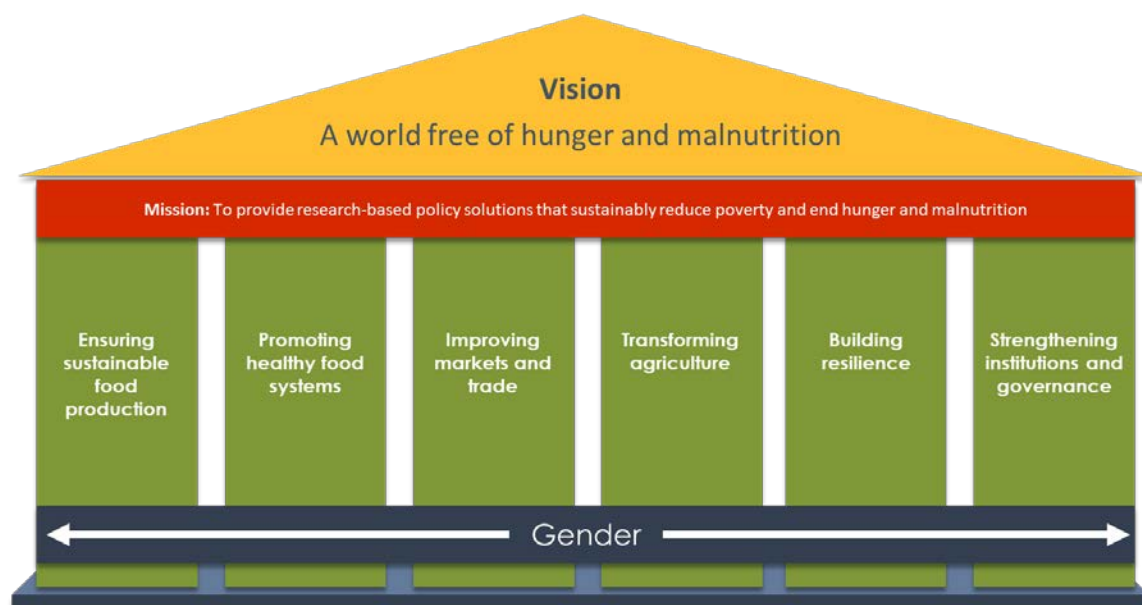 Vision
A world free of hunger and malnutrition
Mission: To provide research-based policy solutions that sustainably reduce poverty and end hunger and malnutrition
Ensuring
sustainable
food
production
Promoting
healthy food
systems
Improving
markets and
trade
Transforming
agriculture
Building
resilience
Strengthening
institutions and
governance
Gender